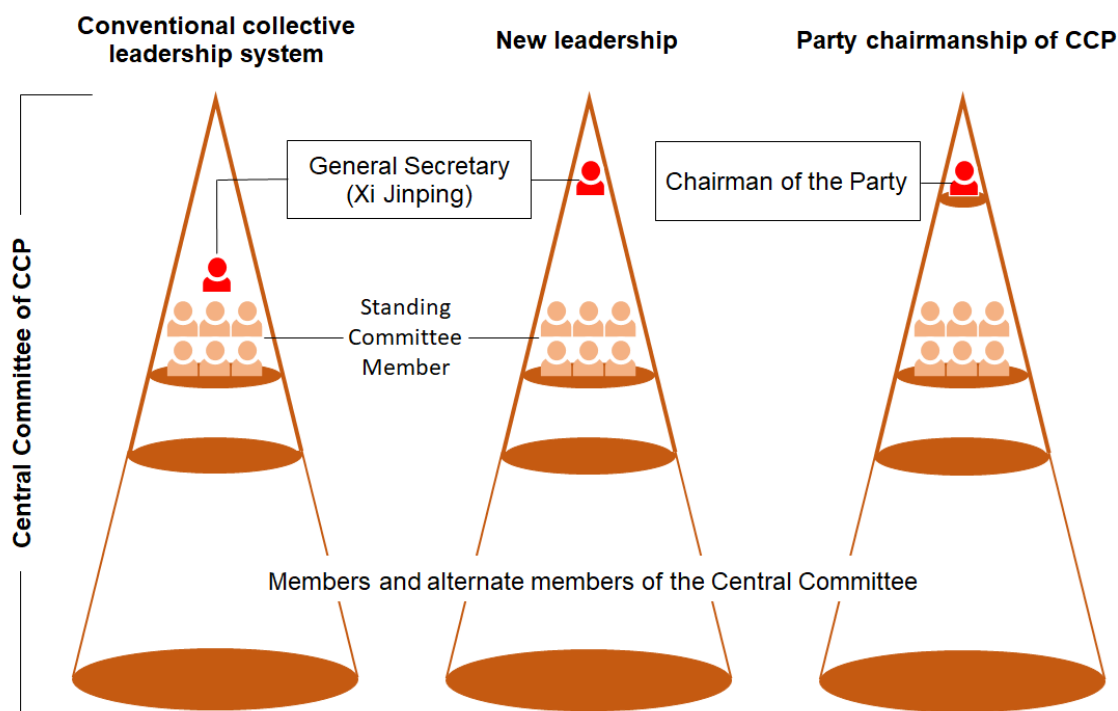 Conventional collective
leadership system
New leadership
Party chairmanship of CCP
Central Committee of CCP
General Secretary
(Xi Jinping)
Chairman of the Party
Standing
Committee
Member
Members and alternate members of the Central Committee